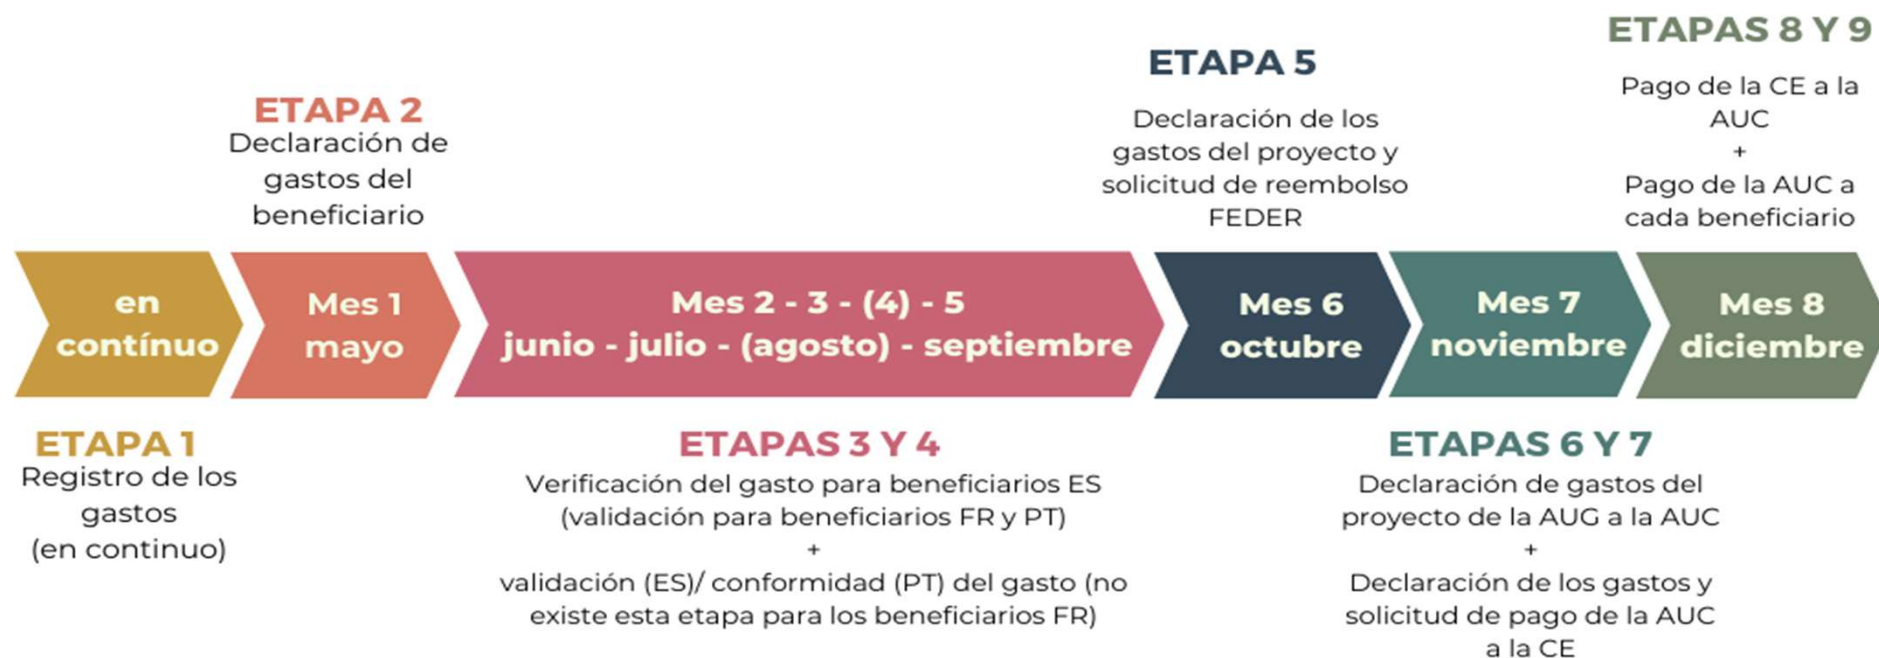 ETAPA 1
Registro de los
gastos
(en continuo)
en
contínuo
ETAPA 2
Declaración de
gastos del
beneficiario
Mes 1
mayo
Mes 2 - 3 - (4) - 5
junio - julio - (agosto) - septiembre
ETAPAS 3 Y 4
Verificación del gasto para beneficiarios ES
(validación para beneficiarios FR y PT)
+
validación (ES)/ conformidad (PT) del gasto (no
existe esta etapa para los beneficiarios FR)
ETAPA 5
Declaración de los
gastos del proyecto y
solicitud de reembolso
FEDER
Mes 6
octubre
Mes 7
noviembre
ETAPAS 6 Y 7
Declaración de gastos del
proyecto de la AUG a la AUC
+
Declaración de los gastos y
solicitud de pago de la AUC
a la CE
ETAPAS 8 Y 9
Pago de la CE a la
AUC
+
Pago de la AUC a
cada beneficiario
Mes 8
diciembre